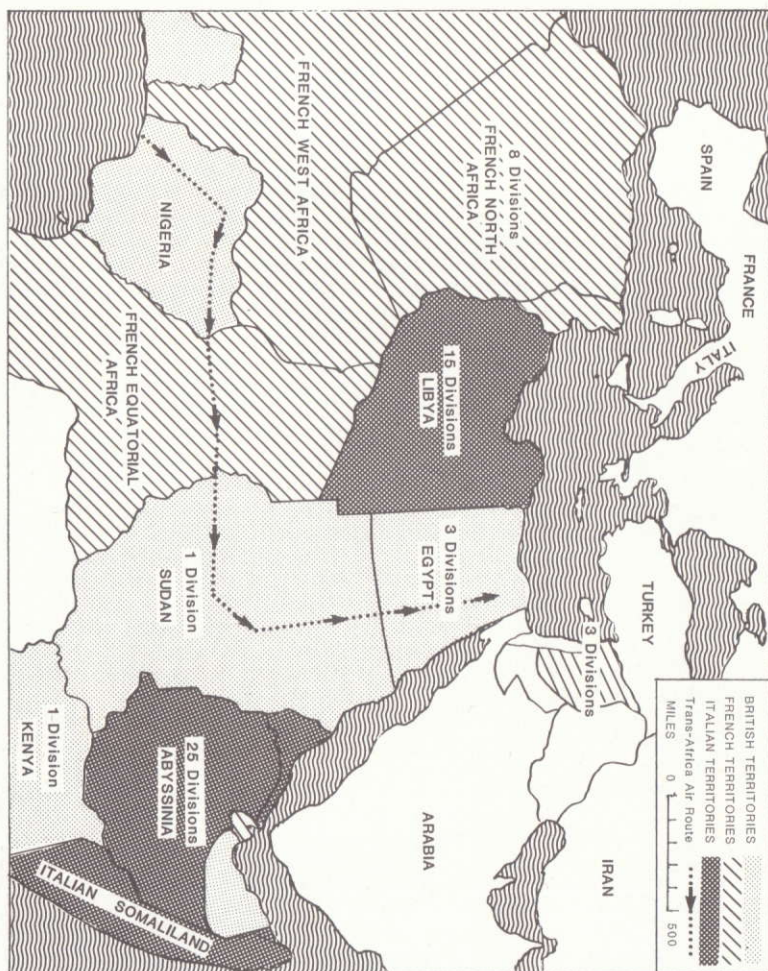 SPAIN
FRANCE
ITALY
TURKEY
8 Divisions
FRENCH NORTH
AFRICA
FRENCH WEST AFRICA
NIGERIA
FRENCH EQUATORIAL
AFRICA
15 Divisions
LIBYA
3 Divisions
EGYPT
3 Divisions
1 Division
SUDAN
25 Divisions
ABYSSINIA
1 Division
KENYA
ITALIAN SOMALILAND
ARABIA
IRAN
BRITISH TERRITORIES
FRENCH TERRITORIES
ITALIAN TERRITORIES
Trans-Africa Air Route
MILES 0 500